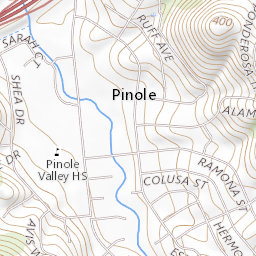 SARAH CT
RUFF AVE
400
PONDEROSA
SHEA DR
Pinole
ALAM
Pinole
Valley HS
DR
RAMONA ST
COLUSA ST
AVIS W
HERMO
ES